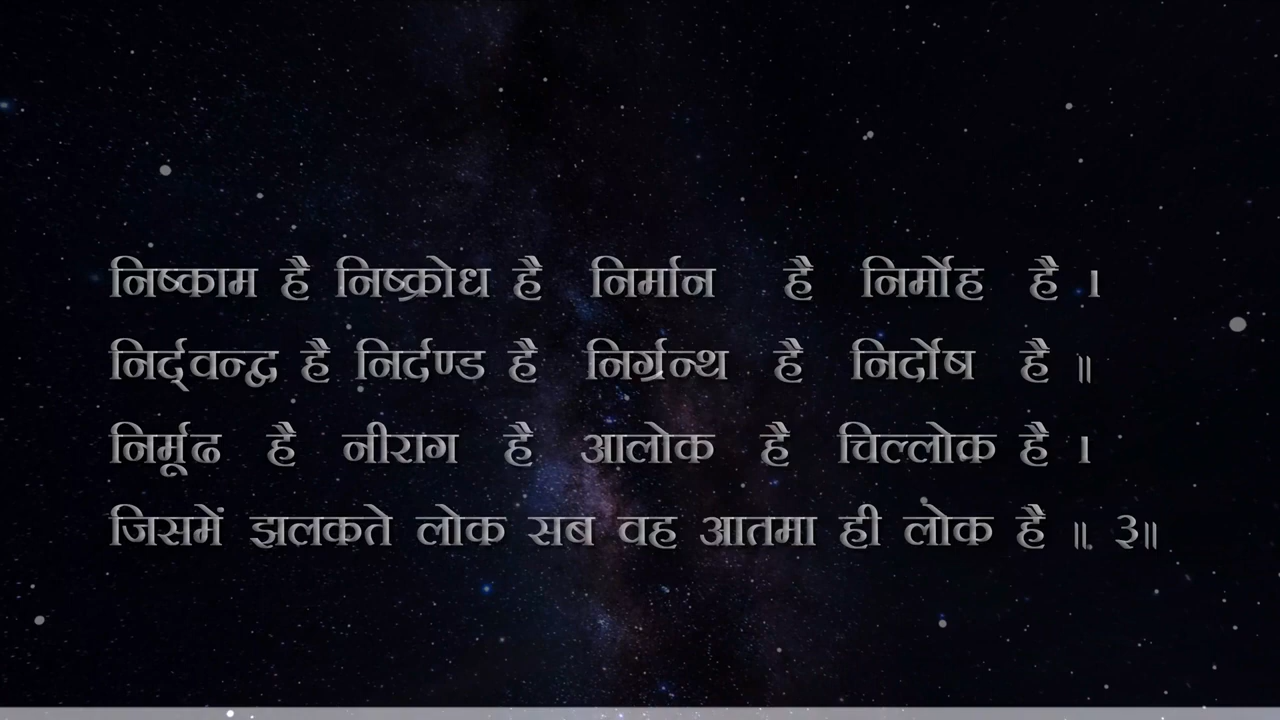 निष्काम है निष्क्रोध है निर्मान है निर्मोह है ।
निर्द्वन्द्व है निर्दण्ड है निर्ग्रन्थ है निर्दोष है ॥
निर्मूढ है नीराग है आलोक है चिल्लोक है ।
जिसमें झलकते लोक सब वह आतमा ही लोक है ॥ ३॥